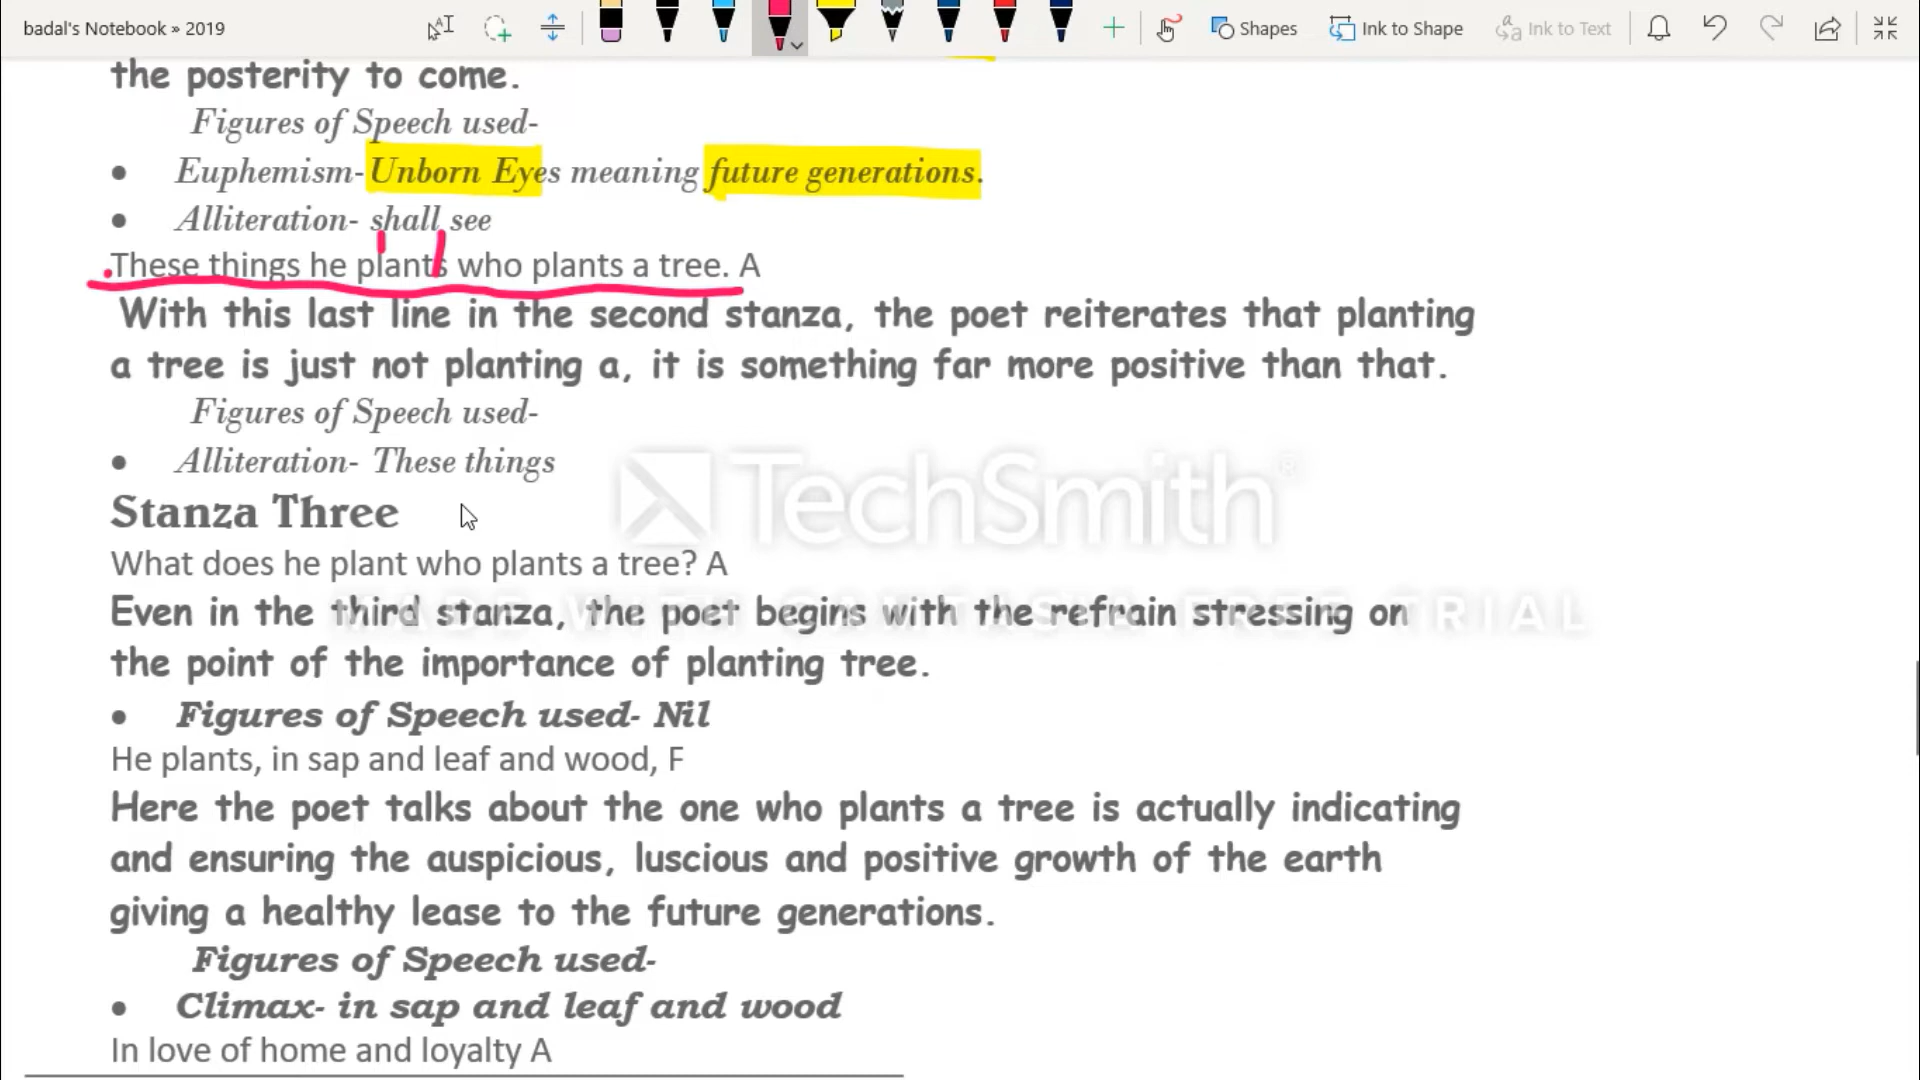 badal's Notebook » 2019
Shapes
Ink to Shape
Ink to Text
the posterity to come.
Figures of Speech used-
• Euphemism- Unborn Eyes meaning future generations.
• Alliteration- shall see
These things he plants who plants a tree. A
With this last line in the second stanza, the poet reiterates that planting
a tree is just not planting a, it is something far more positive than that.
Figures of Speech used-
• Alliteration- These things
TechSmith®
Stanza Three
What does he plant who plants a tree? A
Even in the third stanza, the poet begins with the refrain stressing on
MADE WITH CAMTASIA FREE TRIAL
the point of the importance of planting tree.
• Figures of Speech used- Nil
He plants, in sap and leaf and wood, F
Here the poet talks about the one who plants a tree is actually indicating
and ensuring the auspicious, luscious and positive growth of the earth
giving a healthy lease to the future generations.
Figures of Speech used-
• Climax- in sap and leaf and wood
In love of home and loyalty A